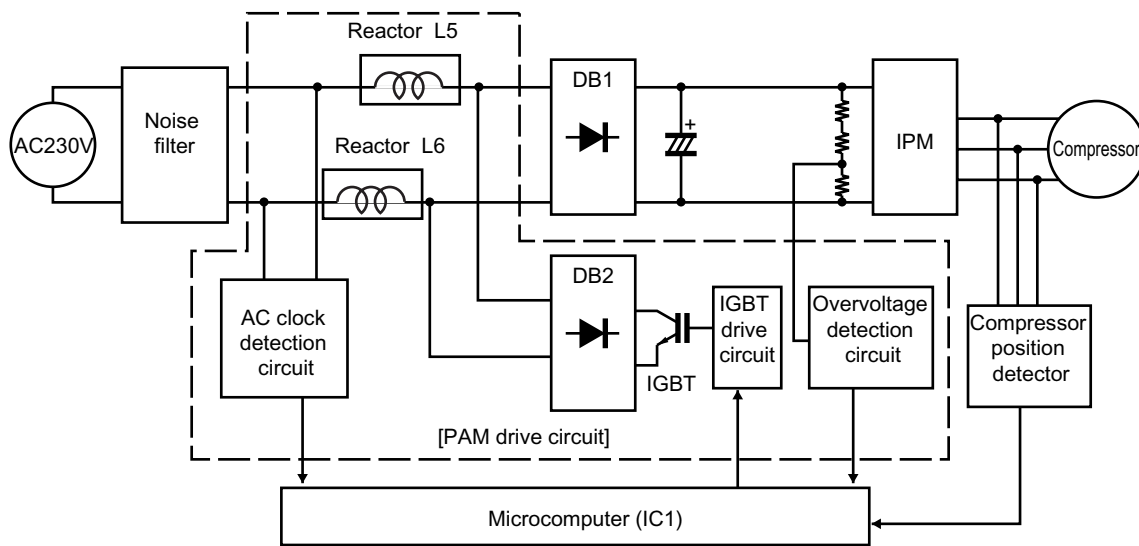 Reactor L5
DB1
Noise
filter
AC230V
+
Reactor L6
IPM
Compressor
DB2
AC clock
detection
circuit
IGBT
IGBT
drive
circuit
Overvoltage
detection
circuit
Compressor
position
detector
[PAM drive circuit]
Microcomputer (IC1)